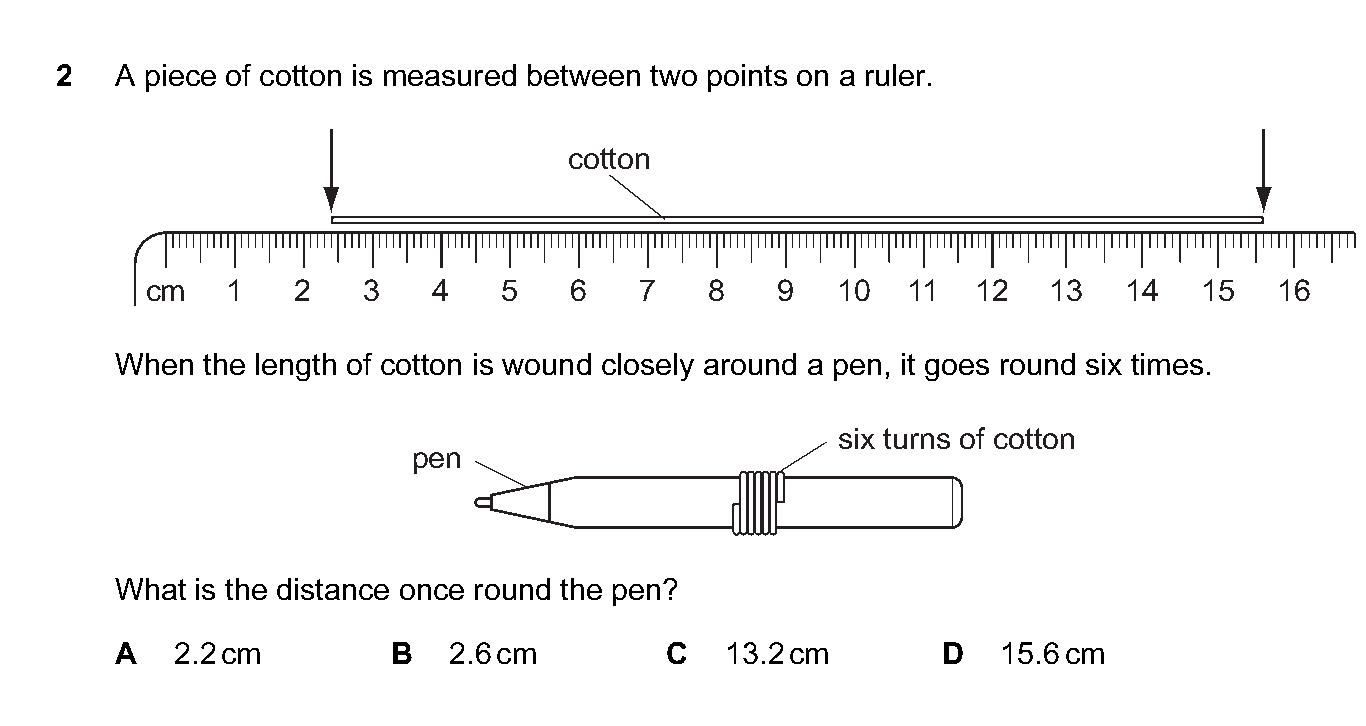 2 A piece of cotton is measured between two points on a ruler.
cotton
cm 1 2 3 4 5 6 7 8 9 10 11 12 13 14 15 16
When the length of cotton is wound closely around a pen, it goes round six times.
six turns of cotton
pen
What is the distance once round the pen?
A 2.2 cm B 2.6 cm C 13.2 cm D 15.6 cm